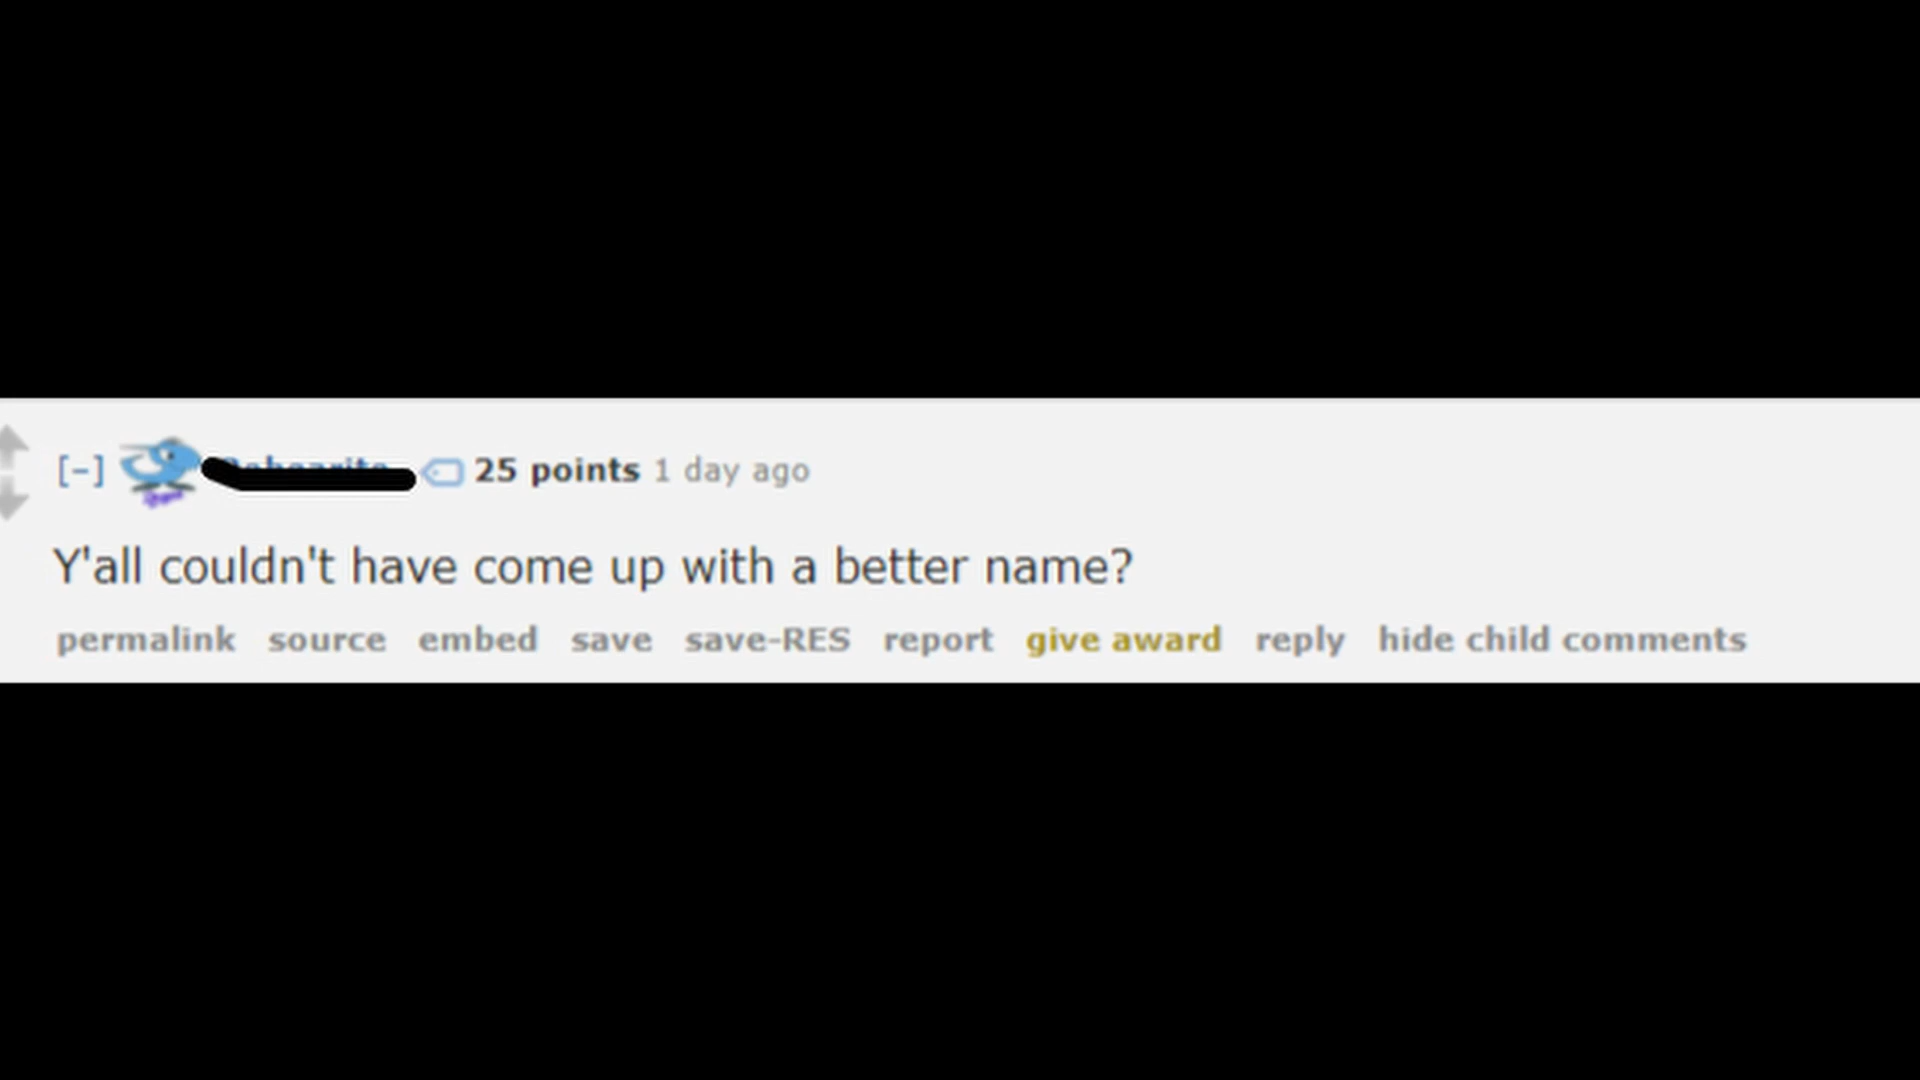 [-] 25 points 1 day ago
Y'all couldn't have come up with a better name?
permalink source embed save save-RES report give award reply hide child comments